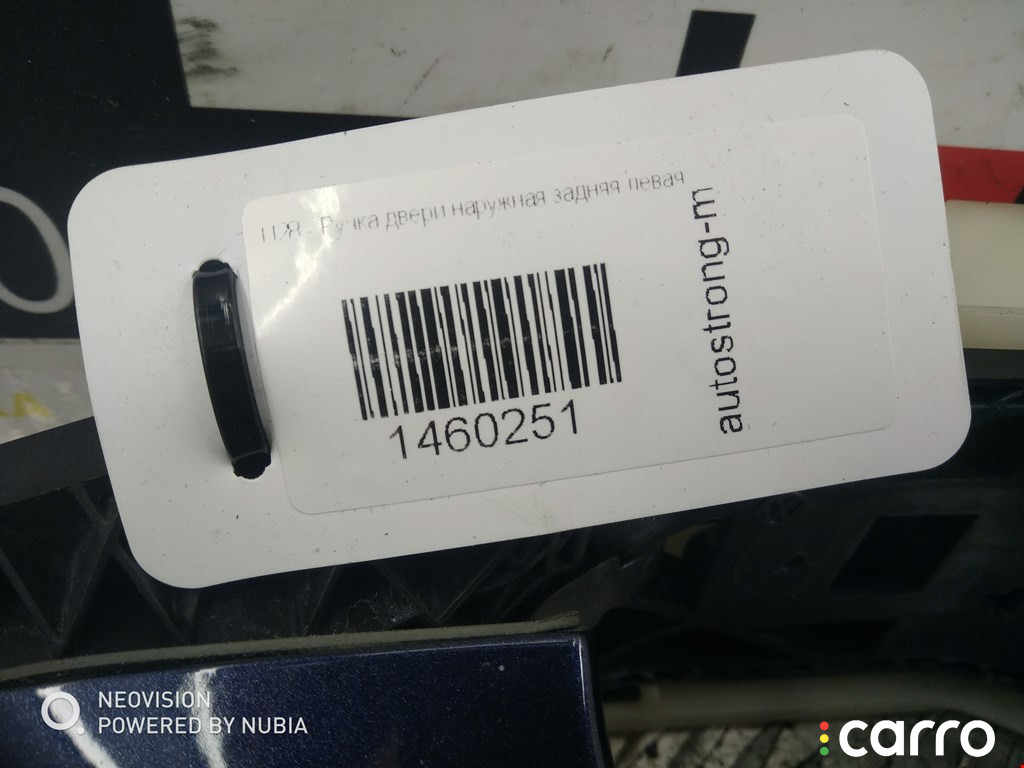 1128 - Ручка двери наружная задняя левая
1460251
autostrong-m
NEOVISION
POWERED BY NUBIA
carro